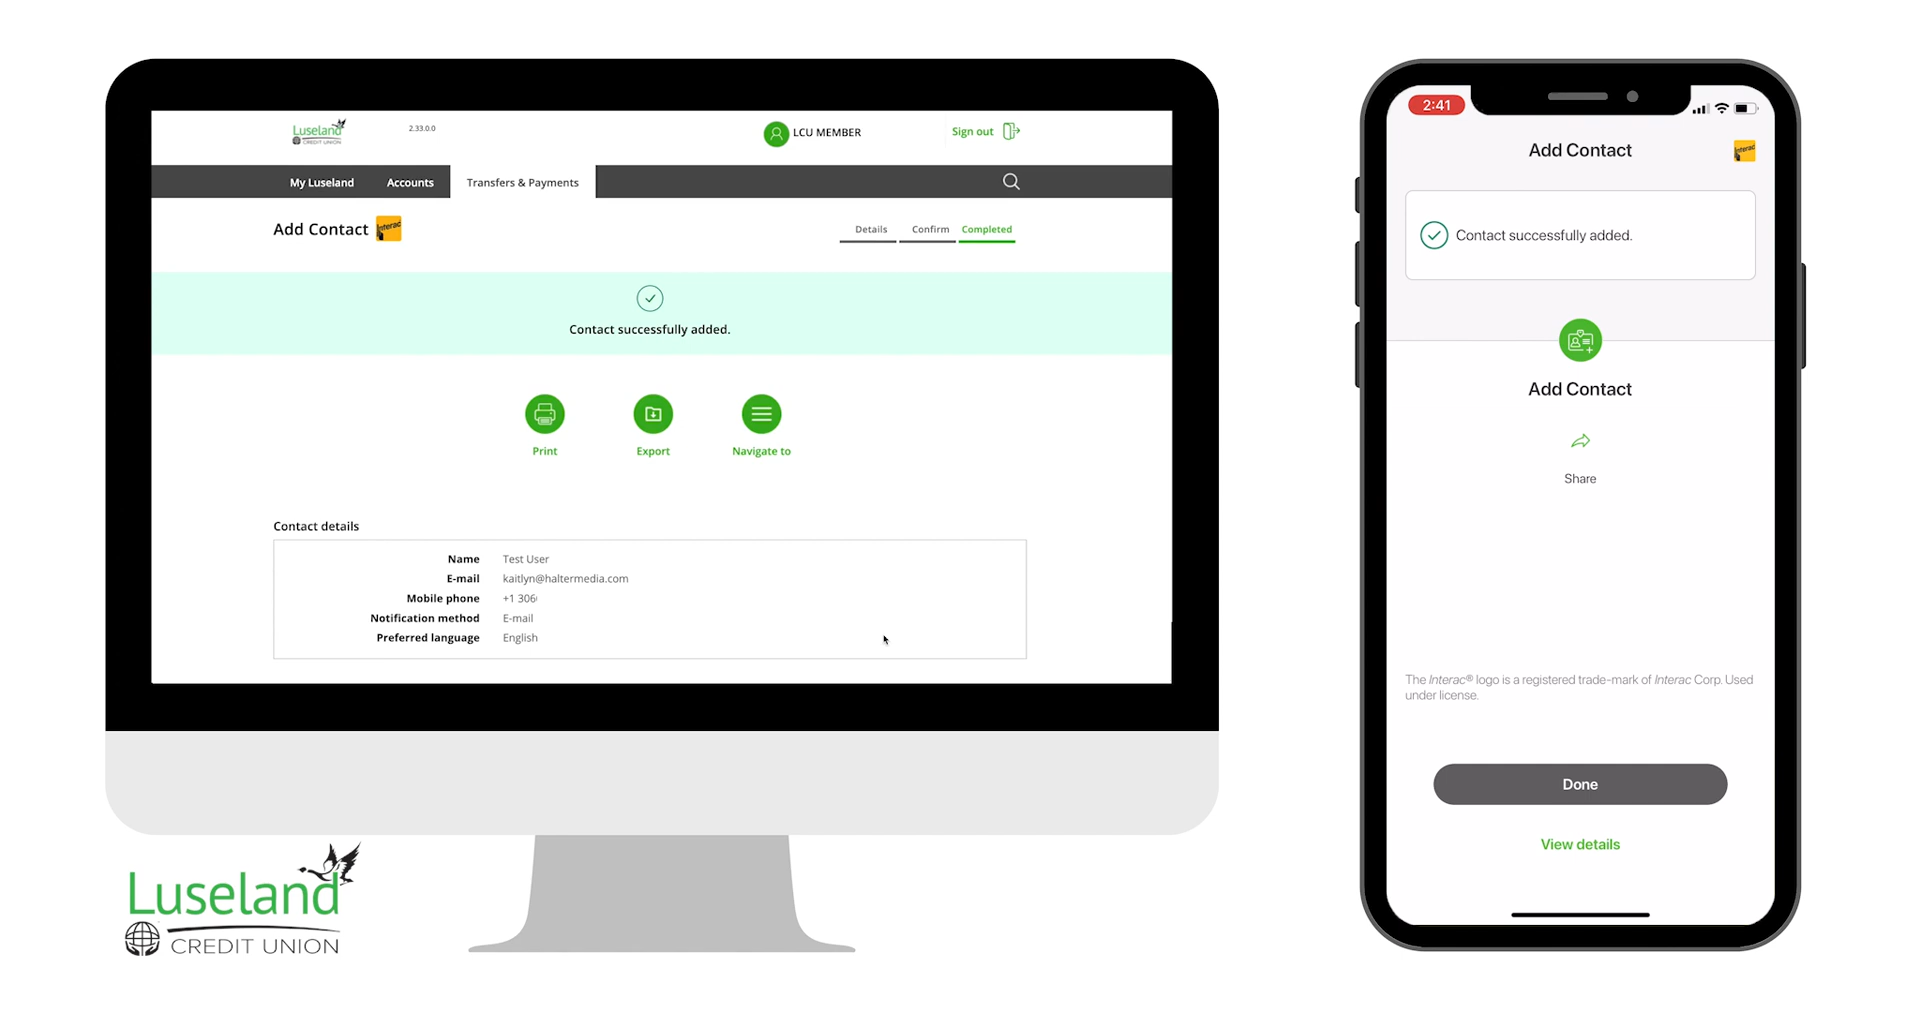 Luseland
CREDIT UNION
2.33.0.0
LCU MEMBER
Sign out
My Luseland
Accounts
Transfers & Payments
Add Contact
Interac
Details
Confirm
Completed
Contact successfully added.
Print
Export
Navigate to
Contact details
Name Test User
E-mail kaitlyn@haltermedia.com
Mobile phone +1 306
Notification method E-mail
Preferred language English
Luseland
CREDIT UNION
2:41
Add Contact
Interac
Contact successfully added.
Add Contact
Share
The Interac® logo is a registered trade-mark of Interac Corp. Used
under license.
Done
View details